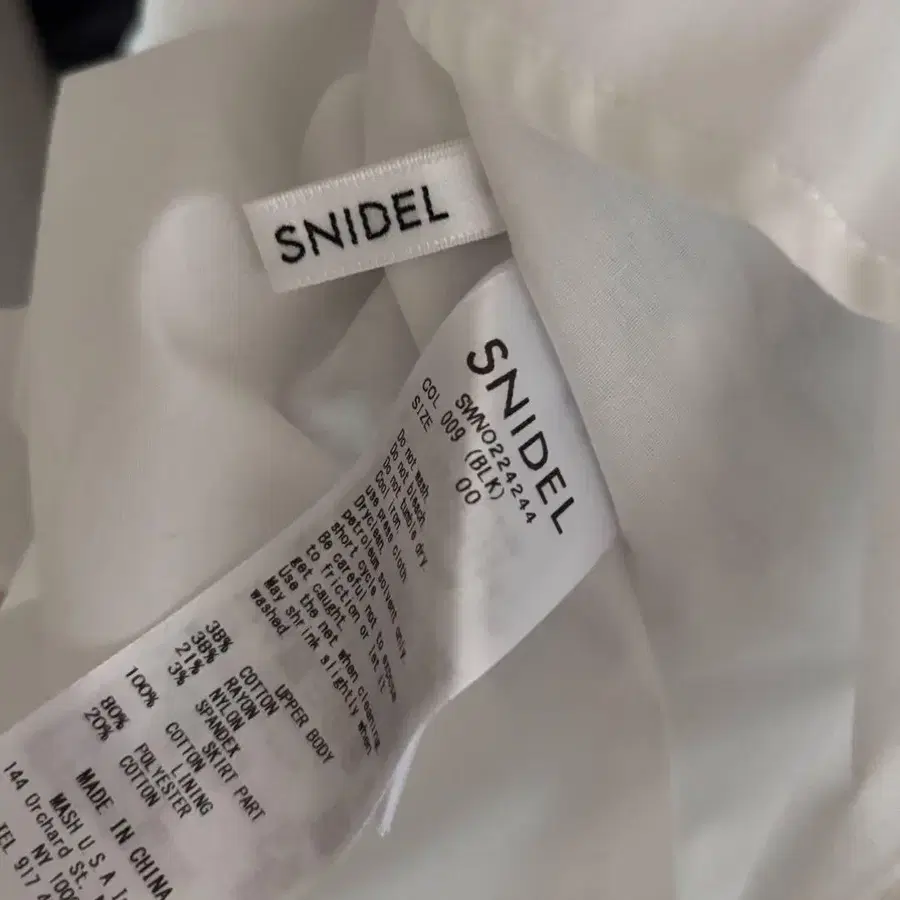 SNIDEL
SNIDEL
SWNO224244
COL 009 (BLK)
SIZE 00
Do not wash.
Do not bleach.
Do not tumble dry.
Cool iron.
use press cloth
Dryclean.
petroleum solvent only.
short cycle
Be careful not to expose
to friction or let it
get caught.
Use the net when cleaning.
May shrink slightly when
washed.
UPPER BODY
38% COTTON
38% RAYON
21% NYLON
3% SPANDEX
SKIRT PART
100% COTTON
LINING
80% POLYESTER
20% COTTON
MADE IN CHINA
MASH U S A
144 Orchard St.
NY
TEL 917